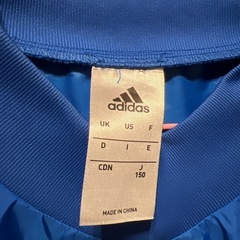 adidas
UK US F
D I E
CDN J
150
MADE IN CHINA